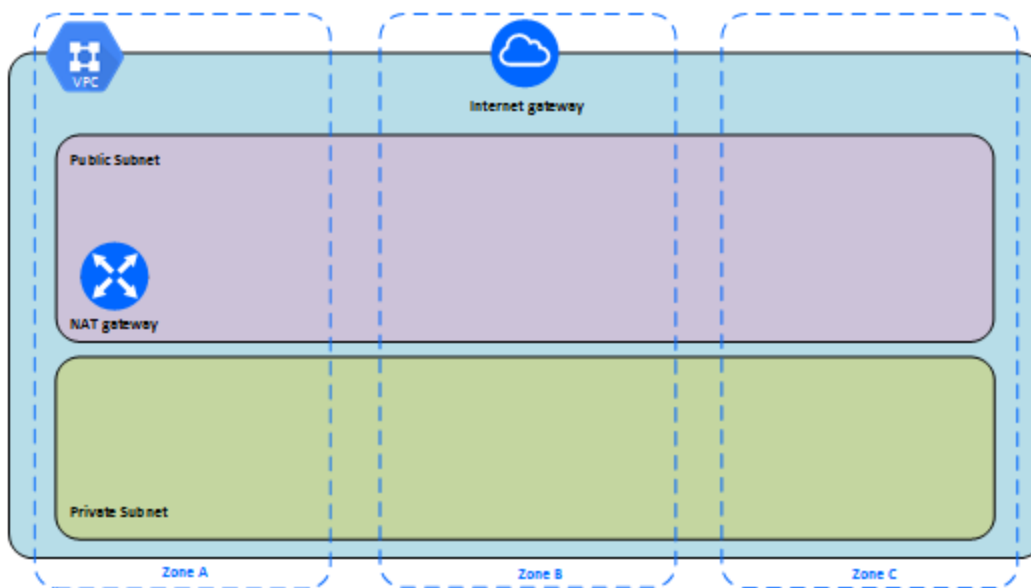 VPC
Internet gateway
Public Subnet
NAT gateway
Private Subnet
Zone A
Zone B
Zone C